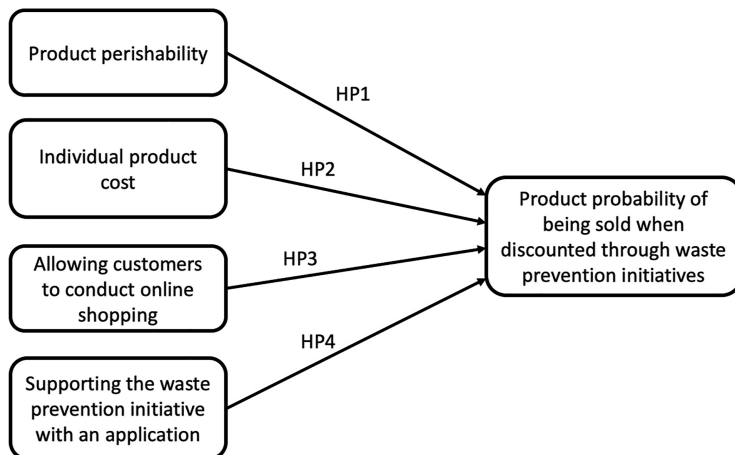 Product perishability
HP1
Individual product
cost
HP2
Product probability of
being sold when
discounted through waste
prevention initiatives
Allowing customers
to conduct online
shopping
HP3
HP4
Supporting the waste
prevention initiative
with an application